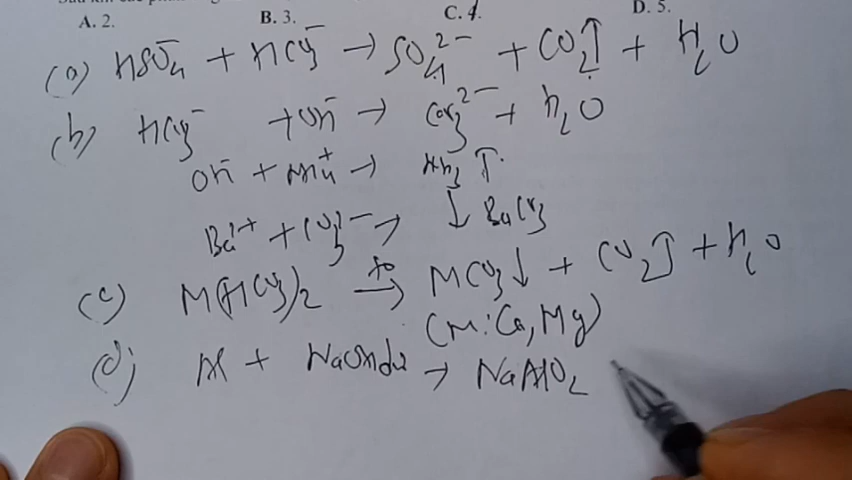 A. 2. B. 3. C. 4. D. 5.
(a) HSO₄⁻ + HCO₃⁻ → SO₄²⁻ + CO₂↑ + H₂O
(b) HCO₃⁻ + OH⁻ → CO₃²⁻ + H₂O
OH⁻ + NH₄⁺ → NH₃ ↑
Ba²⁺ + CO₃²⁻ → ↓ BaCO₃
(c) M(HCO₃)₂ → MCO₃↓ + CO₂↑ + H₂O
(M: Ca, Mg)
(d) Al + NaOH dư → NaAlO₂